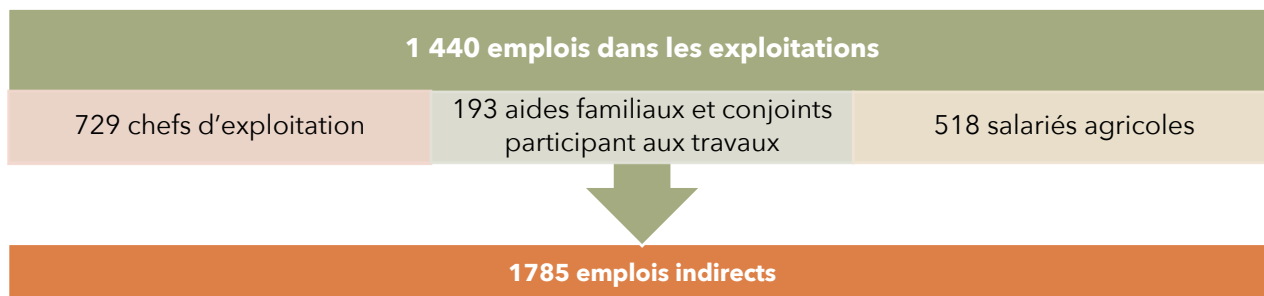 1 440 emplois dans les exploitations
729 chefs d'exploitation
193 aides familiaux et conjoints
participant aux travaux
518 salariés agricoles
1785 emplois indirects